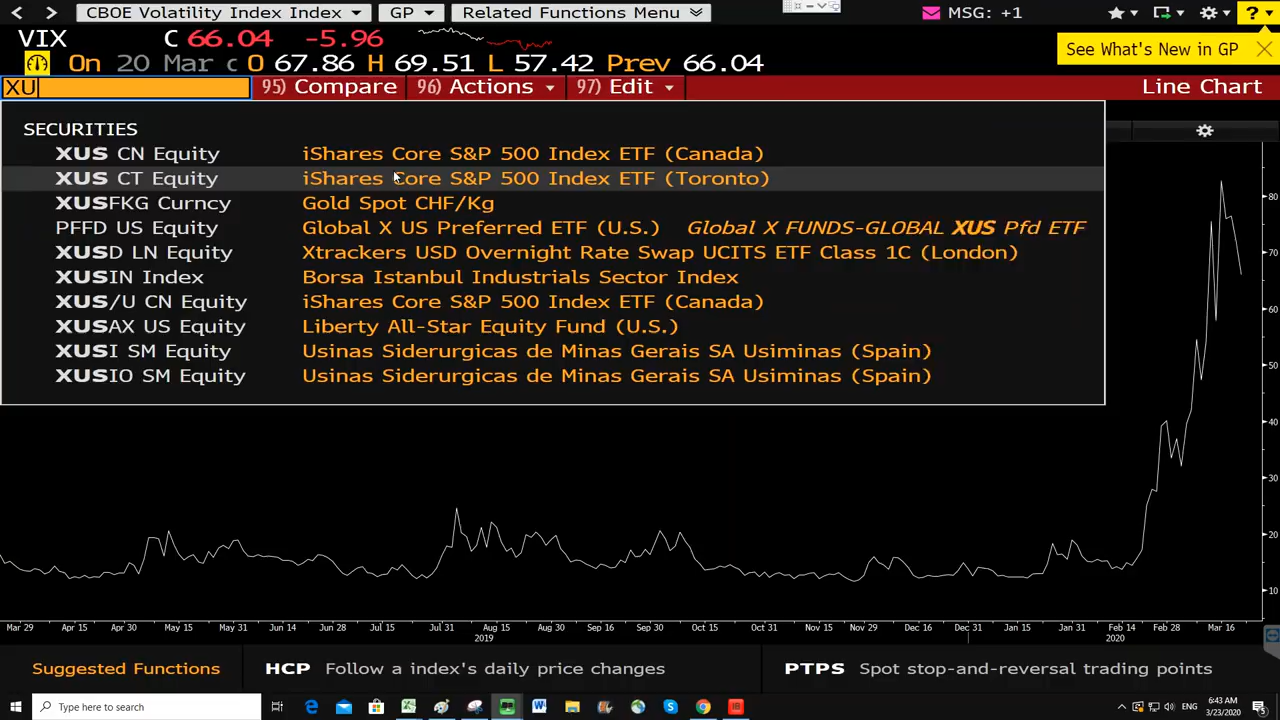 < > CBOE Volatility Index Index GP Related Functions Menu MSG: +1 ?
VIX C 66.04 -5.96
On 20 Mar c O 67.86 H 69.51 L 57.42 Prev 66.04
See What's New in GP
XU 95) Compare 96) Actions 97) Edit Line Chart
SECURITIES
XUS CN Equity iShares Core S&P 500 Index ETF (Canada)
XUS CT Equity iShares Core S&P 500 Index ETF (Toronto)
XUSFKG Curncy Gold Spot CHF/Kg
PFFD US Equity Global X US Preferred ETF (U.S.) Global X FUNDS-GLOBAL XUS Pfd ETF
XUSD LN Equity Xtrackers USD Overnight Rate Swap UCITS ETF Class 1C (London)
XUSIN Index Borsa Istanbul Industrials Sector Index
XUS/U CN Equity iShares Core S&P 500 Index ETF (Canada)
XUSAX US Equity Liberty All-Star Equity Fund (U.S.)
XUSI SM Equity Usinas Siderurgicas de Minas Gerais SA Usiminas (Spain)
XUSIO SM Equity Usinas Siderurgicas de Minas Gerais SA Usiminas (Spain)
80
70
60
50
40
30
20
10
Mar 29 Apr 15 Apr 30 May 15 May 31 Jun 14 Jun 28 Jul 15 Jul 31 Aug 15 Aug 30 Sep 16 Sep 30 Oct 15 Oct 31 Nov 15 Nov 29 Dec 16 Dec 31 Jan 15 Jan 31 Feb 14 Feb 28 Mar 16
2019 2020
Suggested Functions HCP Follow a index's daily price changes PTPS Spot stop-and-reversal trading points
Type here to search
ENG
6:43 AM
3/23/2020